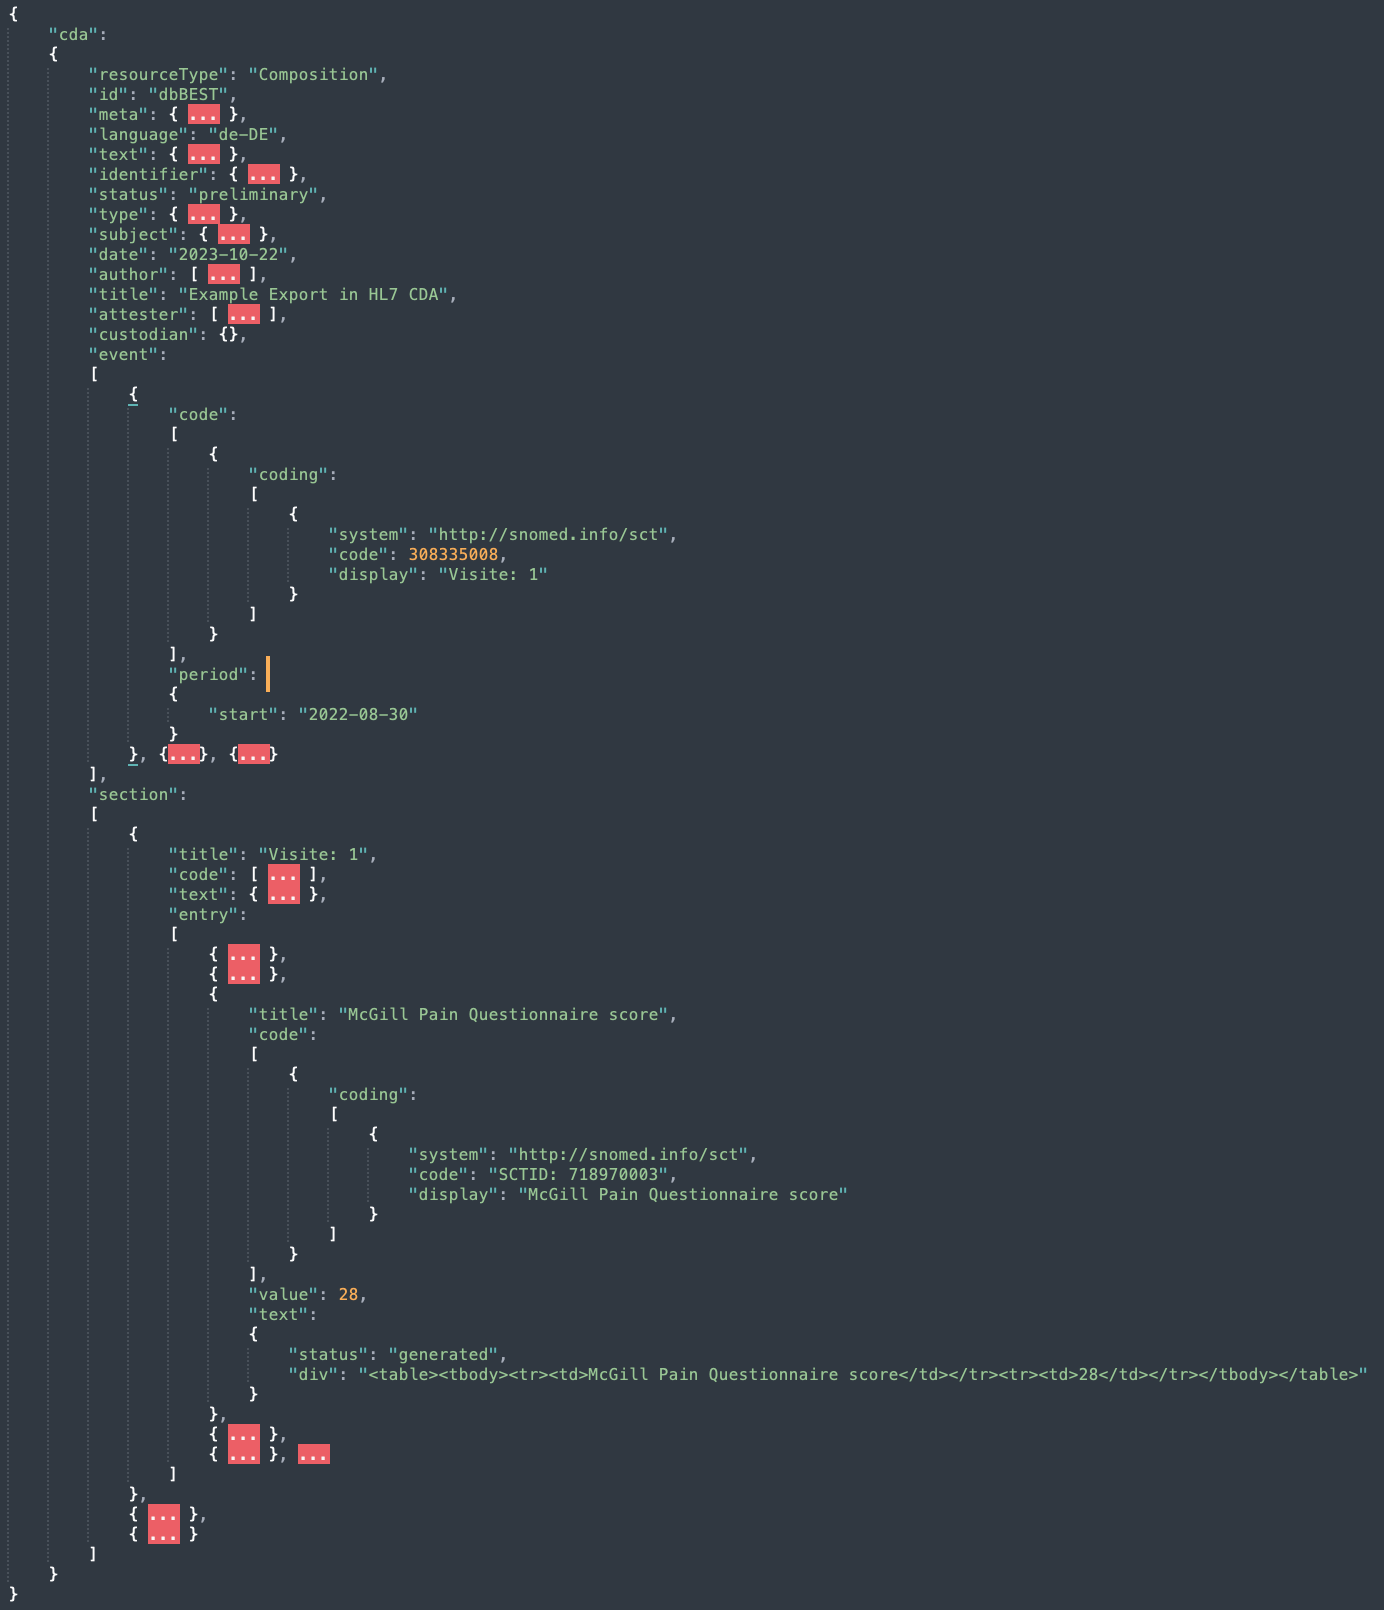 {
"cda":
{
"resourceType": "Composition",
"id": "dbBEST",
"meta": { ... },
"language": "de-DE",
"text": { ... },
"identifier": { ... },
"status": "preliminary",
"type": { ... },
"subject": { ... },
"date": "2023-10-22",
"author": [ ... ],
"title": "Example Export in HL7 CDA",
"attester": [ ... ],
"custodian": {},
"event":
[
{
"code":
[
{
"coding":
[
{
"system": "http://snomed.info/sct",
"code": 308335008,
"display": "Visite: 1"
}
]
}
],
"period":
{
"start": "2022-08-30"
}
}, {...}, {...}
],
"section":
[
{
"title": "Visite: 1",
"code": [ ... ],
"text": { ... },
"entry":
[
{ ... },
{ ... },
{
"title": "McGill Pain Questionnaire score",
"code":
[
{
"coding":
[
{
"system": "http://snomed.info/sct",
"code": "SCTID: 718970003",
"display": "McGill Pain Questionnaire score"
}
]
}
],
"value": 28,
"text":
{
"status": "generated",
"div": "<table><tbody><tr><td>McGill Pain Questionnaire score</td></tr><tr><td>28</td></tr></tbody></table>"
}
},
{ ... },
{ ... }, ...
]
},
{ ... },
{ ... }
]
}
}